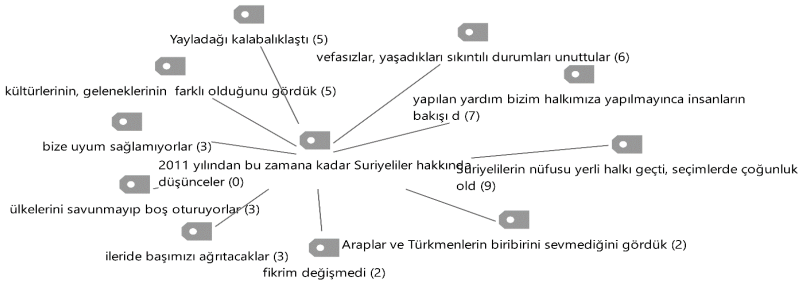 Yayladağı kalabalıklaştı (5)
vefasızlar, yaşadıkları sıkıntılı durumları unuttular (6)
kültürlerinin, geleneklerinin  farklı olduğunu gördük (5)
yapılan yardım bizim halkımıza yapılmayınca insanların
bakışı d (7)
bize uyum sağlamıyorlar (3)
2011 yılından bu zamana kadar Suriyeliler hakkında
düşünceler (0)
Suriyelilerin nüfusu yerli halkı geçti, seçimlerde çoğunluk
old (9)
ülkelerini savunmayıp boş oturuyorlar (3)
Araplar ve Türkmenlerin biribirini sevmediğini gördük (2)
ileride başımızı ağrıtacaklar (3)
fikrim değişmedi (2)